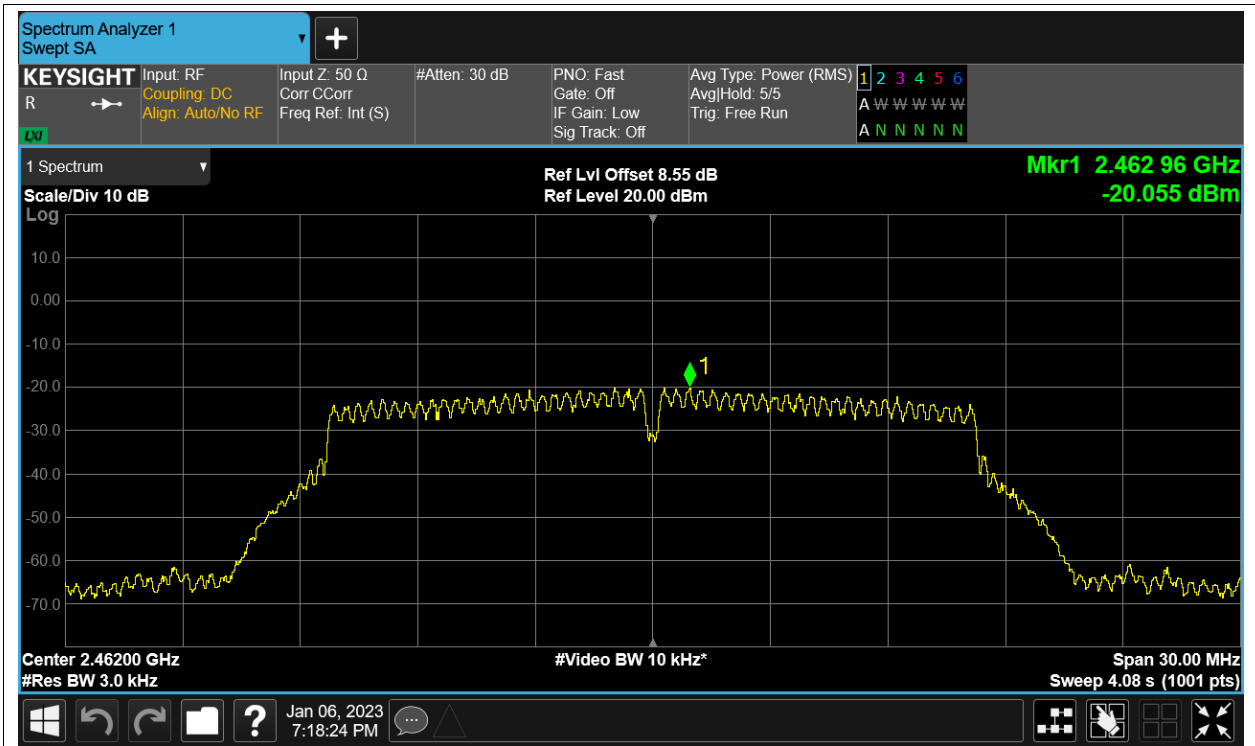 Spectrum Analyzer 1
Swept SA
KEYSIGHT
R
LXI
Input: RF
Coupling: DC
Align: Auto/No RF
Input Z: 50 Ω
Corr CCorr
Freq Ref: Int (S)
#Atten: 30 dB
PNO: Fast
Gate: Off
IF Gain: Low
Sig Track: Off
Avg Type: Power (RMS)
Avg|Hold: 5/5
Trig: Free Run
1 2 3 4 5 6
A W W W W W
A N N N N N
1 Spectrum
Scale/Div 10 dB
Log
Ref Lvl Offset 8.55 dB
Ref Level 20.00 dBm
Mkr1 2.462 96 GHz
-20.055 dBm
10.0
0.00
-10.0
-20.0
-30.0
-40.0
-50.0
-60.0
-70.0
1
Center 2.46200 GHz
#Res BW 3.0 kHz
#Video BW 10 kHz*
Span 30.00 MHz
Sweep 4.08 s (1001 pts)
?
Jan 06, 2023
7:18:24 PM